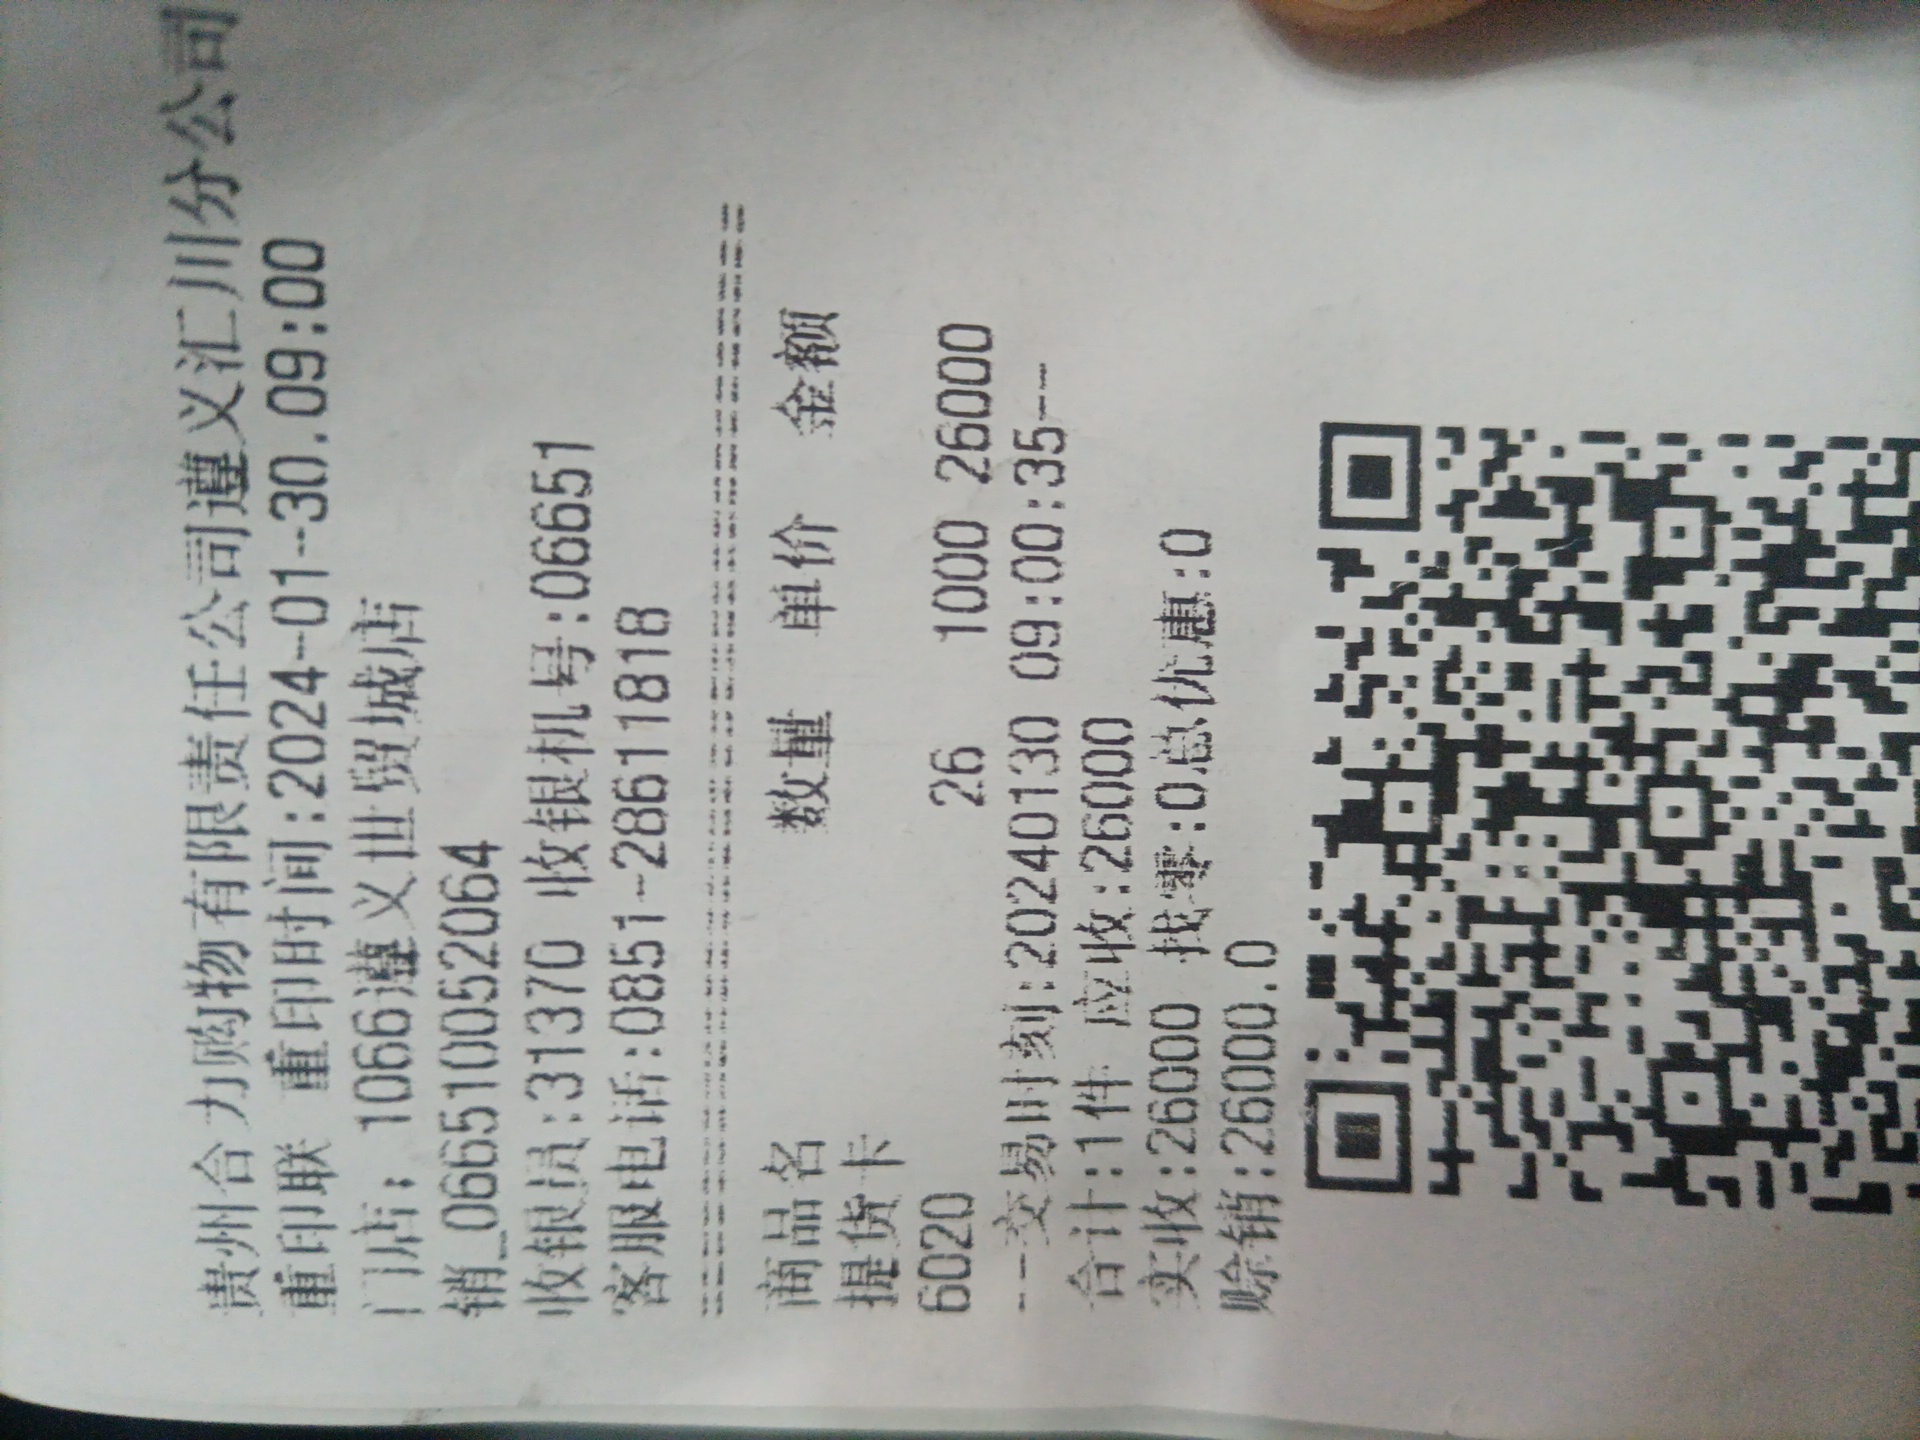 贵州合力购物有限责任公司遵义汇川分公司
重印联 重印时间:2024-01-30.09:00
门店: 1066遵义世贸城店
销_066510052064
收银员:31370 收银机号:06651
客服电话:0851-28611818
商品名 数量 单价 金额
提货卡
6020 26 1000 26000
--交易时刻:20240130 09:00:35--
合计:1件 应收:26000
实收:26000 找零:0总优惠:0
赊销:26000.0